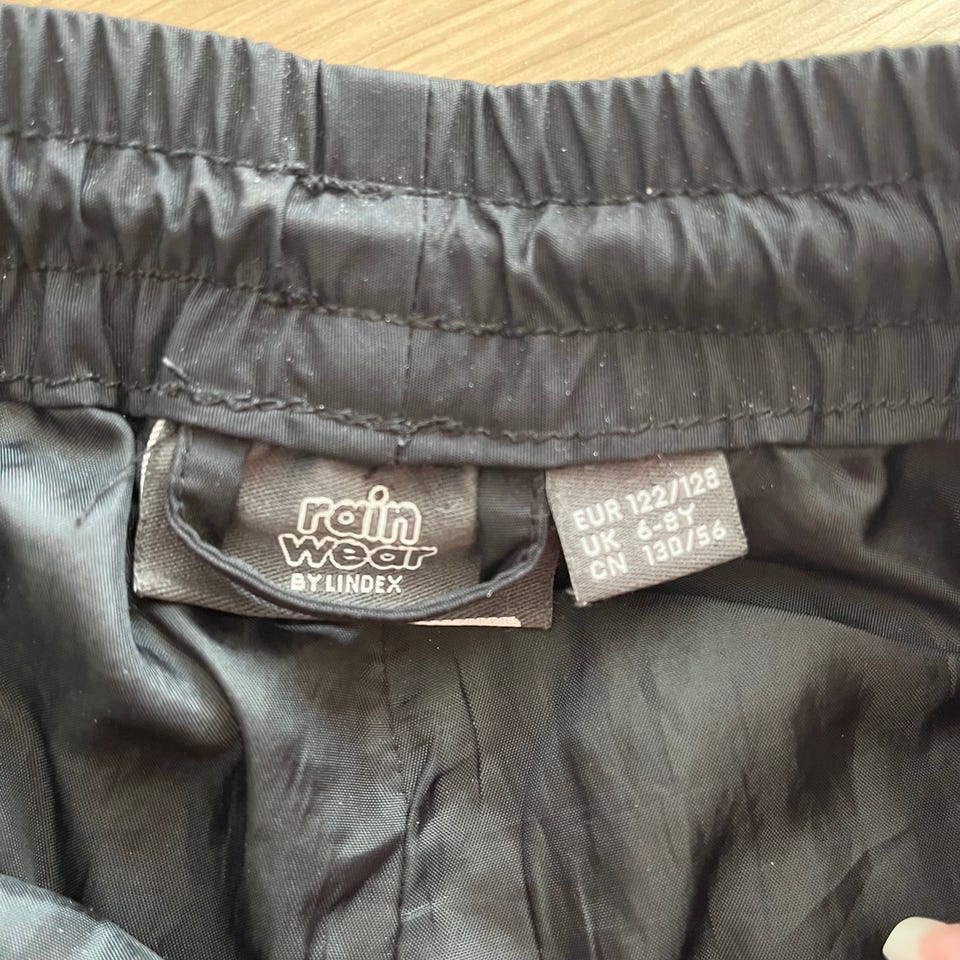 rain
wear
BY LINDEX
EUR 122/128
UK 6-8Y
CN 130/56